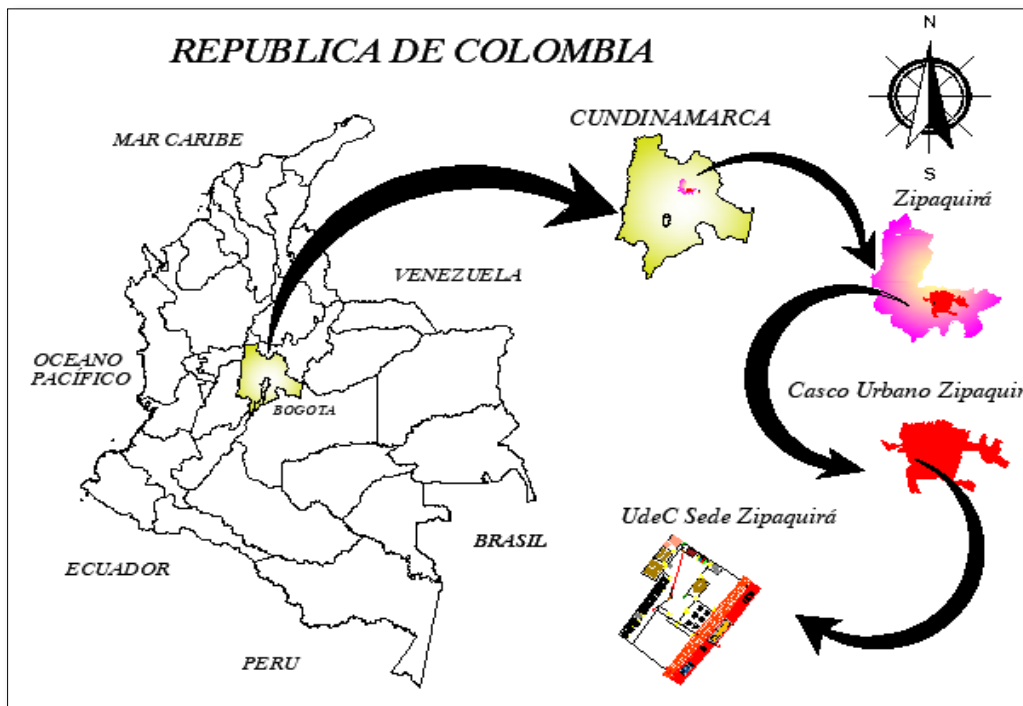 REPUBLICA DE COLOMBIA
N
MAR CARIBE
CUNDINAMARCA
S
Zipaquirá
VENEZUELA
OCEANO
PACÍFICO
BOGOTA
Casco Urbano Zipaquir
UdeC Sede Zipaquirá
BRASIL
ECUADOR
PERU